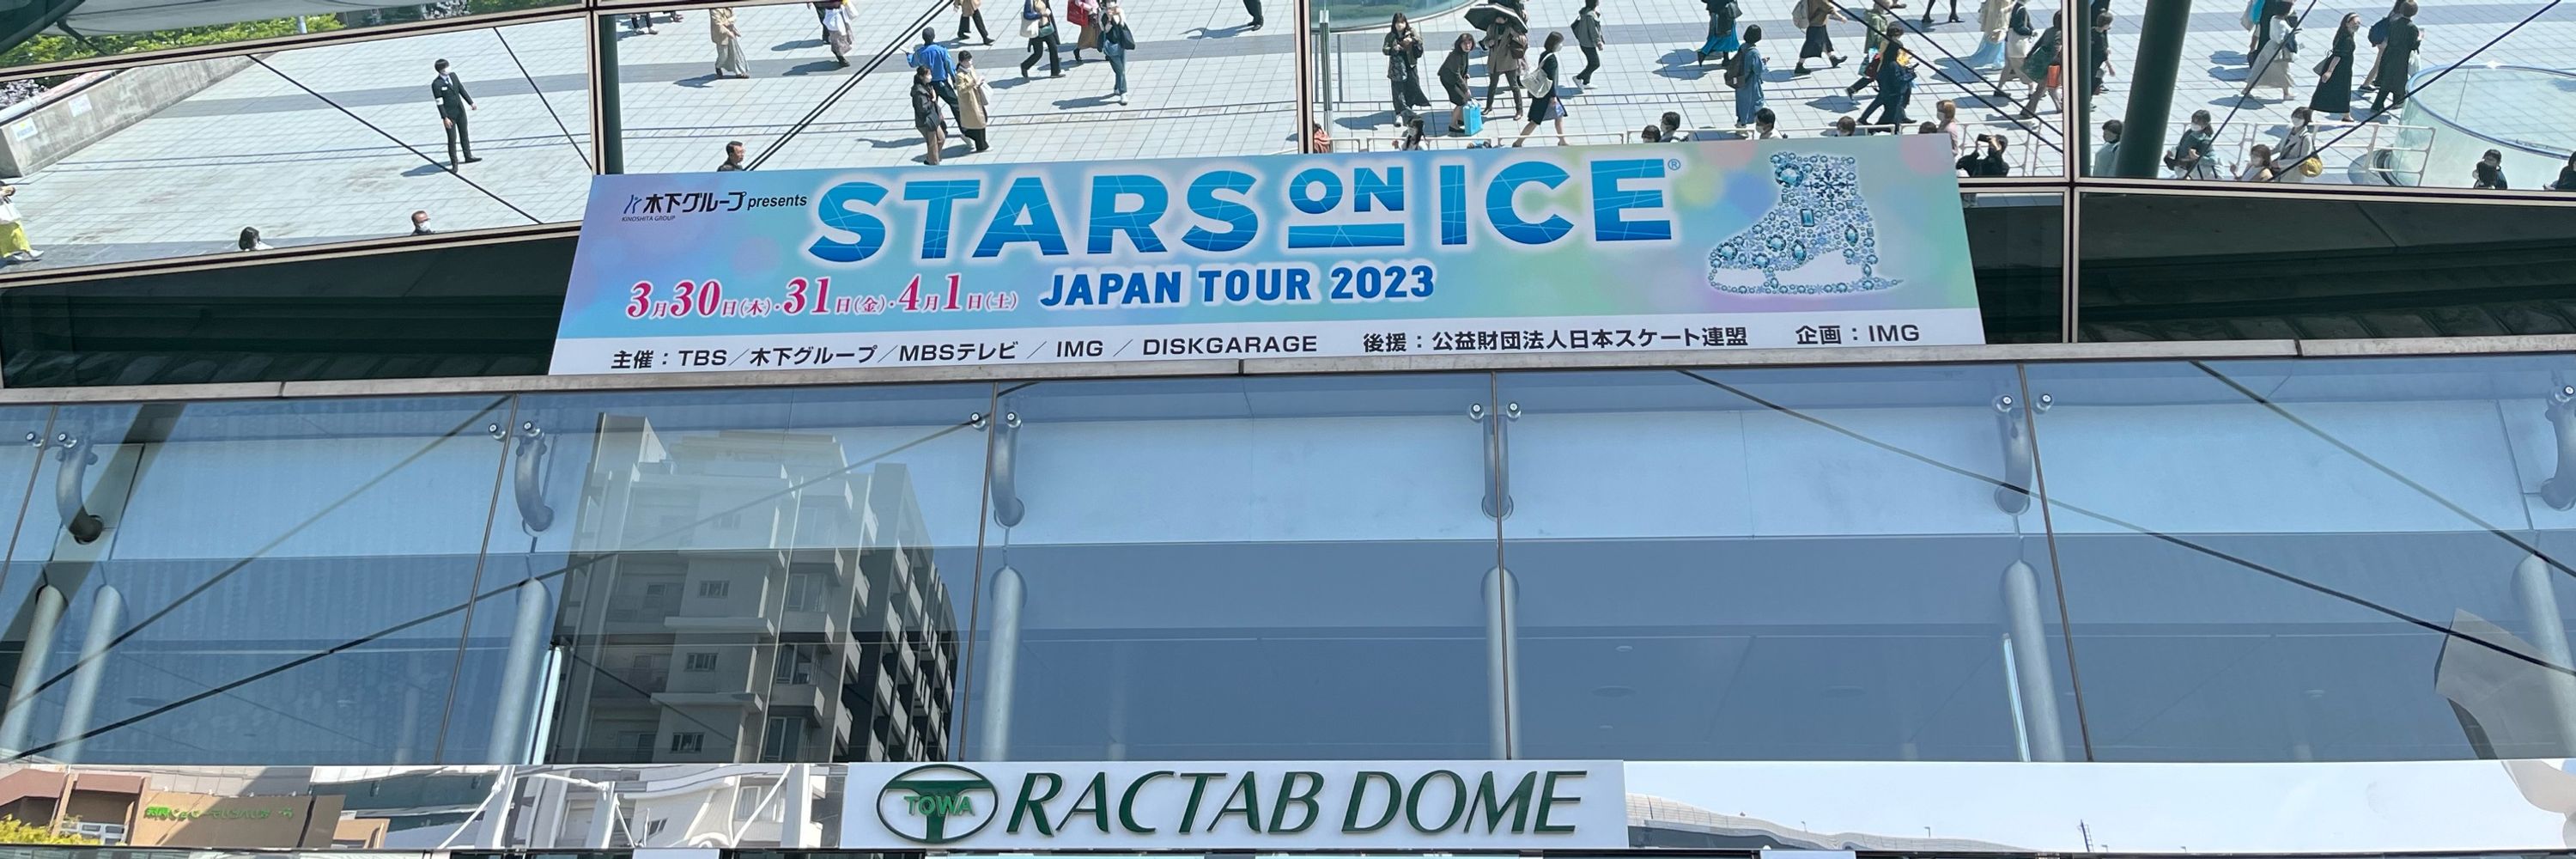 木下グループ presents
KINOSHITA GROUP
STARS ON ICE®
JAPAN TOUR 2023
3月30日(木)・31日(金)・4月1日(土)
主催：TBS／木下グループ／MBSテレビ／IMG／DISKGARAGE 後援：公益財団法人日本スケート連盟 企画：IMG
TOWA RACTAB DOME